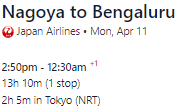 Nagoya to Bengaluru
Japan Airlines • Mon, Apr 11
2:50pm - 12:30am +1
13h 10m (1 stop)
2h 5m in Tokyo (NRT)